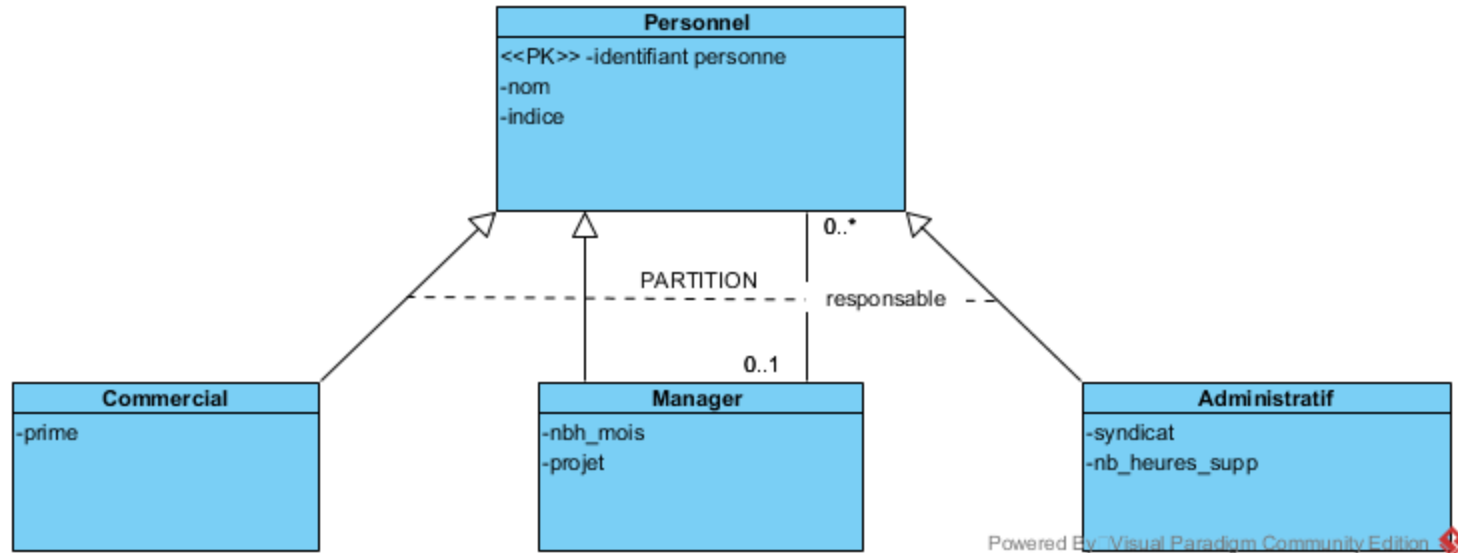 Personnel
<<PK>> -identifiant personne
-nom
-indice
0..*
PARTITION
responsable
0..1
Commercial
-prime
Manager
-nbh_mois
-projet
Administratif
-syndicat
-nb_heures_supp
Powered By Visual Paradigm Community Edition